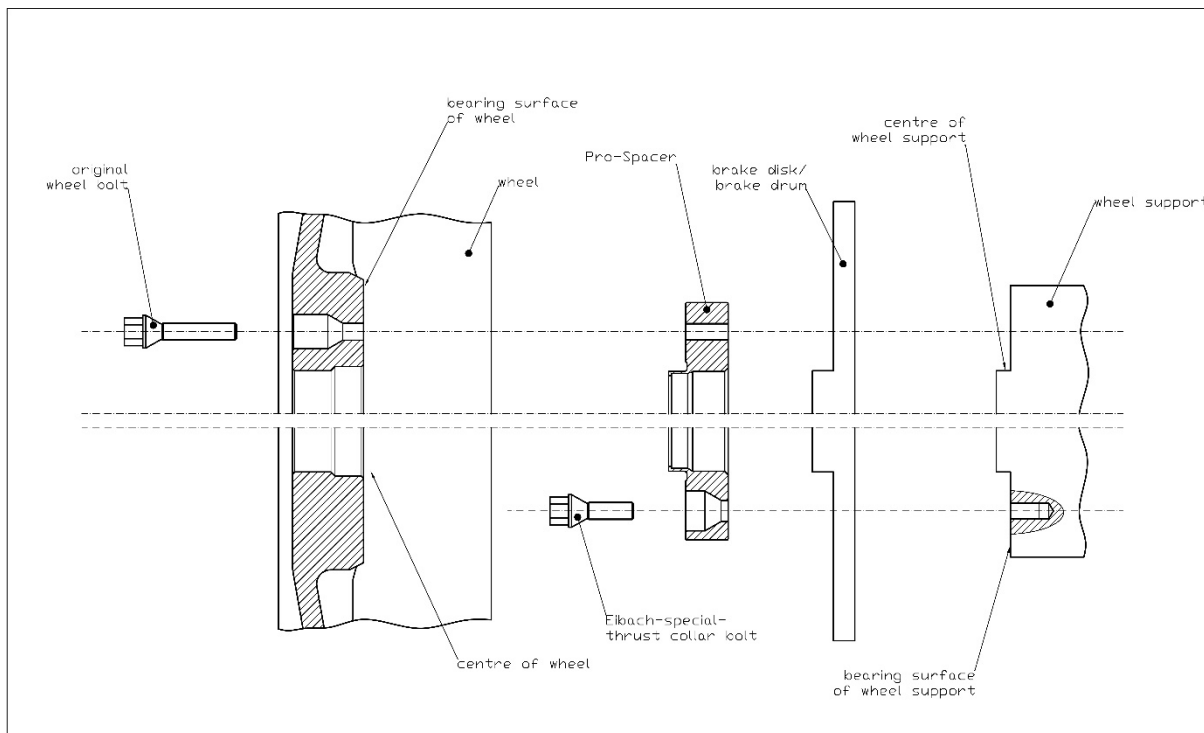 bearing surface
of wheel
original
wheel bolt
wheel
Pro-Spacer
brake disk/
brake drum
centre of
wheel support
wheel support
Eibach-special-
thrust collar bolt
centre of wheel
bearing surface
of wheel support